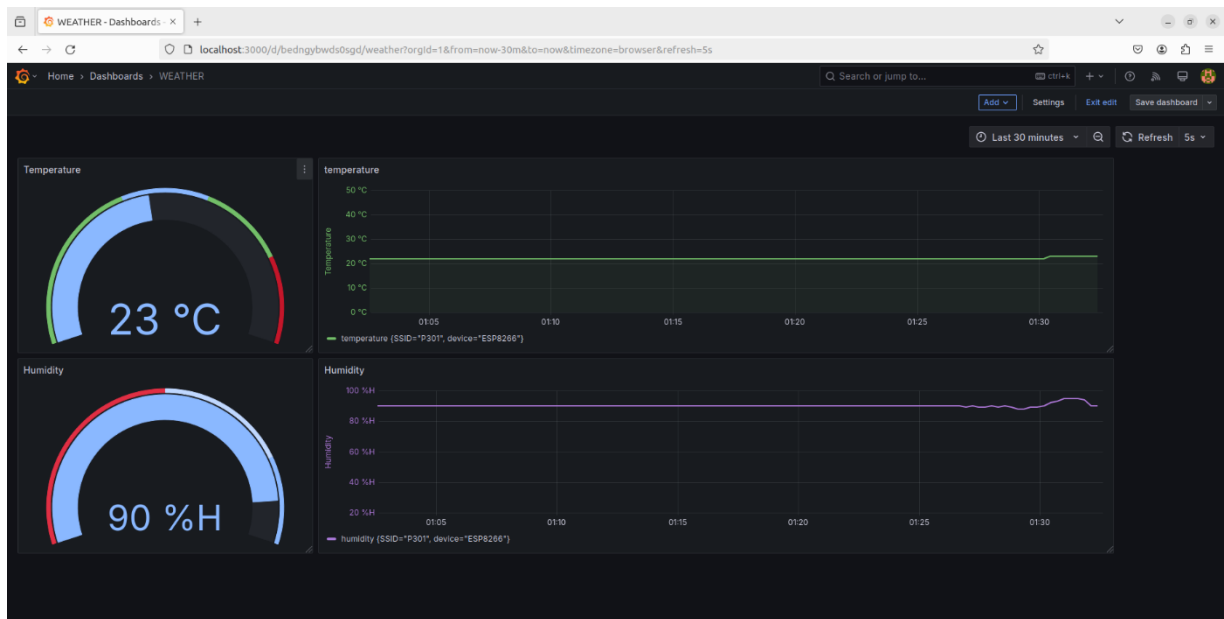 WEATHER - Dashboards -
localhost:3000/d/bedngybwds0sgd/weather?orgId=1&from=now-30m&to=now&timezone=browser&refresh=5s
Home › Dashboards › WEATHER
Search or jump to...
ctrl+k
Add
Settings
Exit edit
Save dashboard
Last 30 minutes
Refresh
5s
Temperature
23 °C
temperature
Temperature
50 °C
40 °C
30 °C
20 °C
10 °C
0 °C
01:05 01:10 01:15 01:20 01:25 01:30
temperature {SSID="P301", device="ESP8266"}
Humidity
90 %H
Humidity
Humidity
100 %H
80 %H
60 %H
40 %H
20 %H
01:05 01:10 01:15 01:20 01:25 01:30
humidity {SSID="P301", device="ESP8266"}